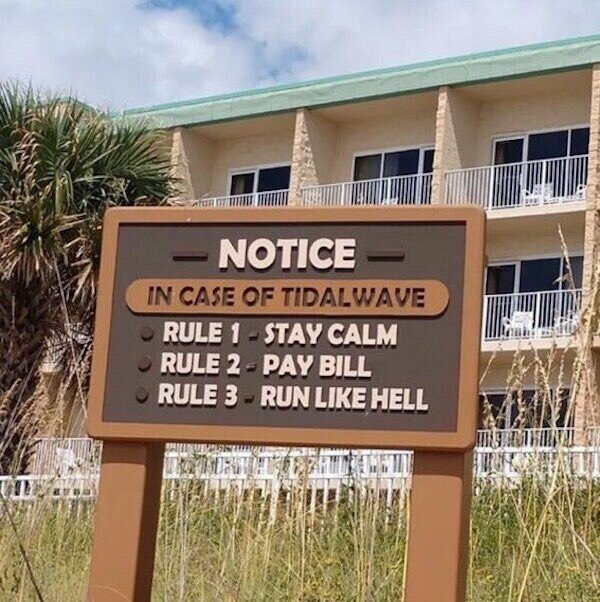 NOTICE
IN CASE OF TIDALWAVE
RULE 1 - STAY CALM
RULE 2 - PAY BILL
RULE 3 - RUN LIKE HELL